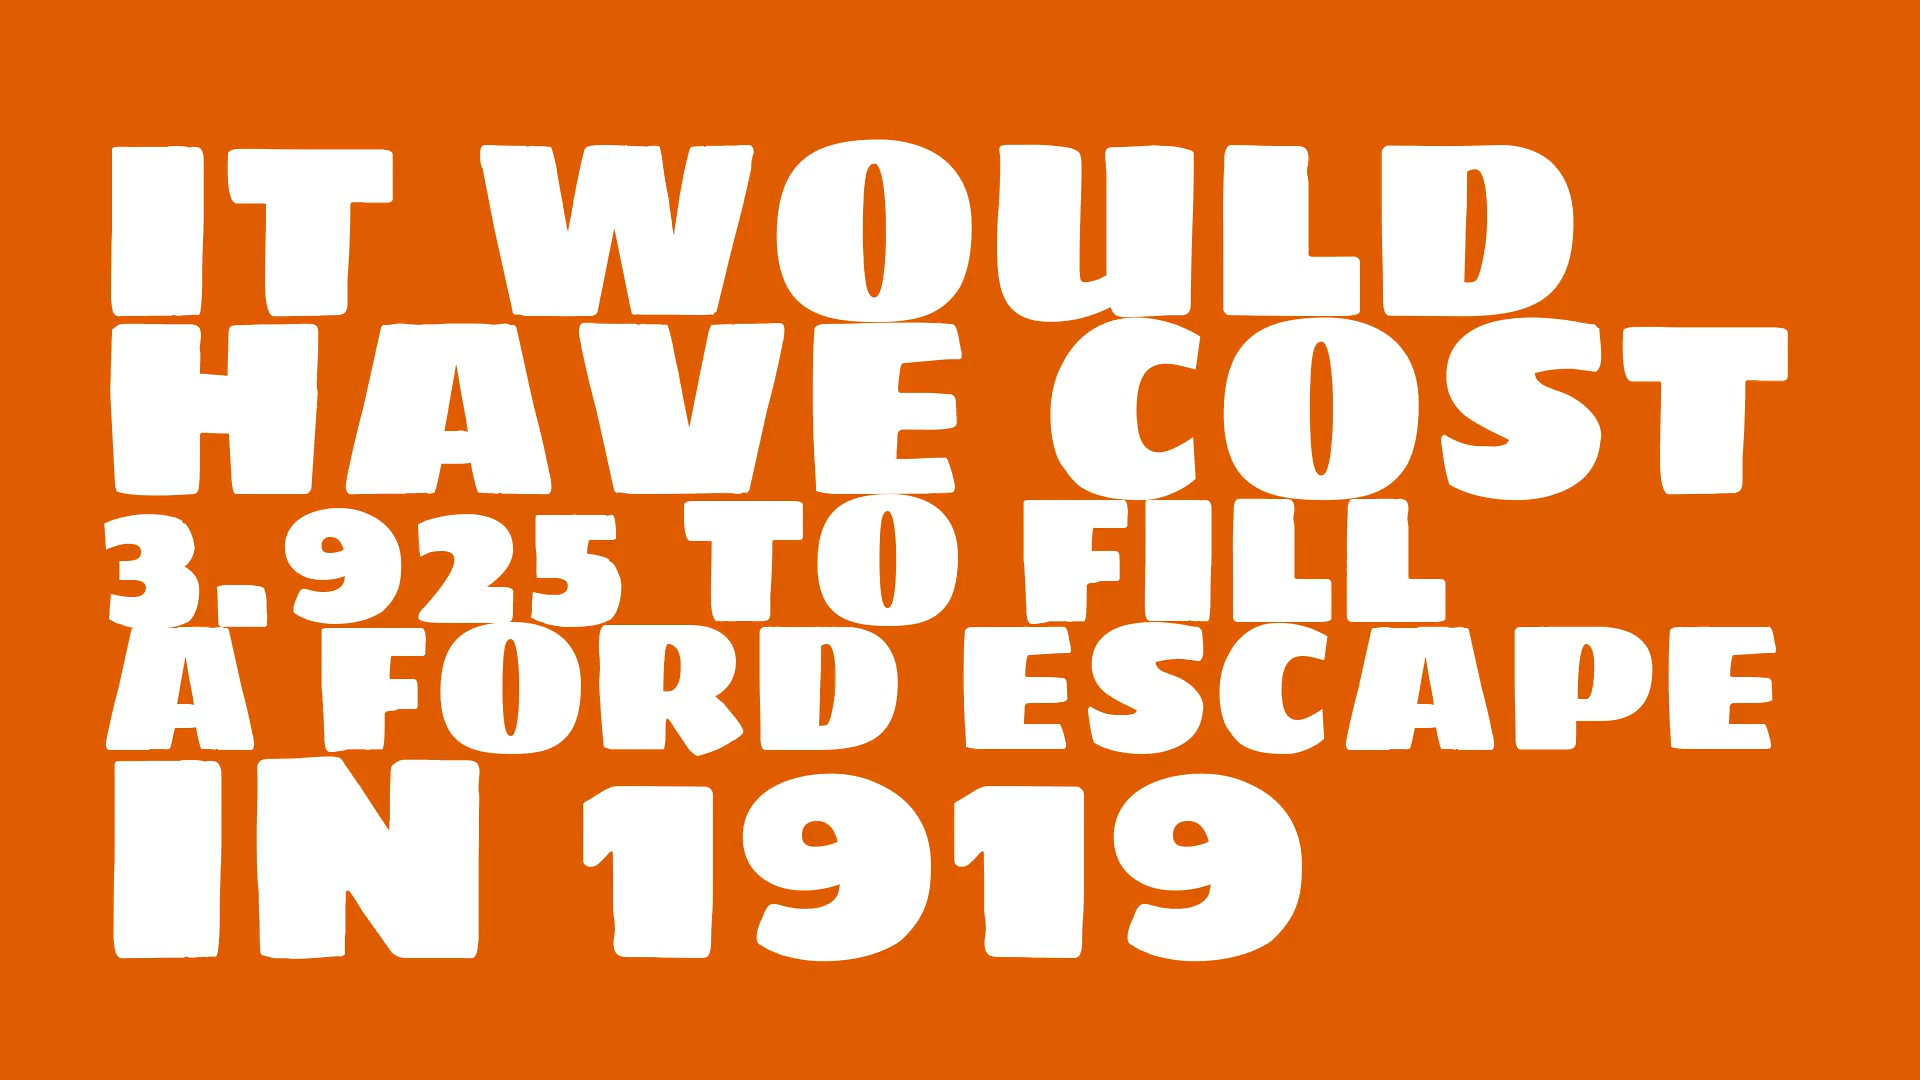 IT WOULD
HAVE COST
3.925 TO FILL
A FORD ESCAPE
IN 1919